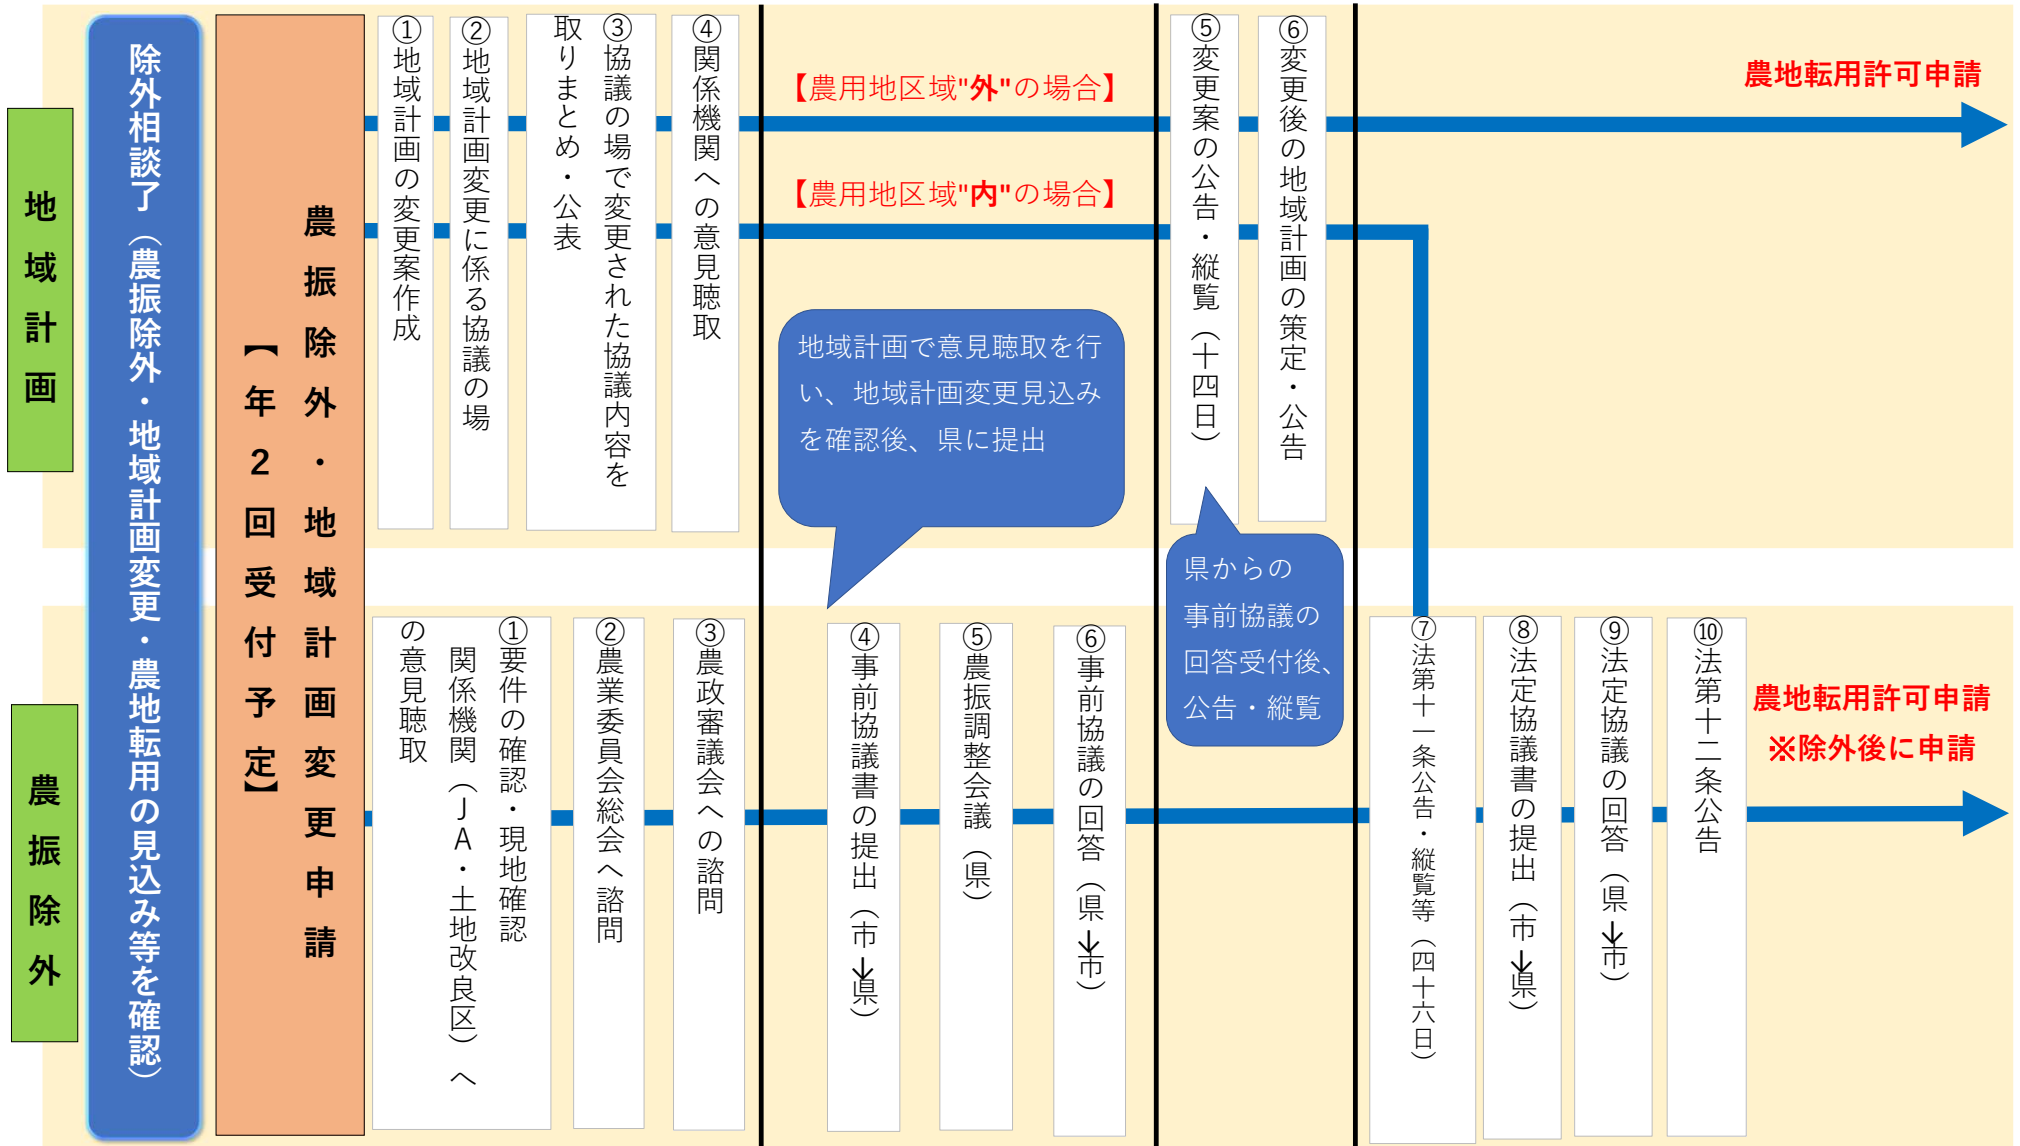 地域計画
農振除外
除外相談了（農振除外・地域計画変更・農地転用の見込み等を確認）
農振除外・地域計画変更申請
【年２回受付予定】
①地域計画の変更案作成
②地域計画変更に係る協議の場
③協議の場で変更された協議内容を
取りまとめ・公表
④関係機関への意見聴取
【農用地区域"外"の場合】
【農用地区域"内"の場合】
地域計画で意見聴取を行
い、地域計画変更見込み
を確認後、県に提出
⑤変更案の公告・縦覧（十四日）
⑥変更後の地域計画の策定・公告
農地転用許可申請
県からの
事前協議の
回答受付後、
公告・縦覧
①要件の確認・現地確認
関係機関（ＪＡ・土地改良区）へ
の意見聴取
②農業委員会総会へ諮問
③農政審議会への諮問
④事前協議書の提出（市→県）
⑤農振調整会議（県）
⑥事前協議の回答（県→市）
⑦法第十一条公告・縦覧等（四十六日）
⑧法定協議書の提出（市→県）
⑨法定協議の回答（県→市）
⑩法第十二条公告
農地転用許可申請
※除外後に申請